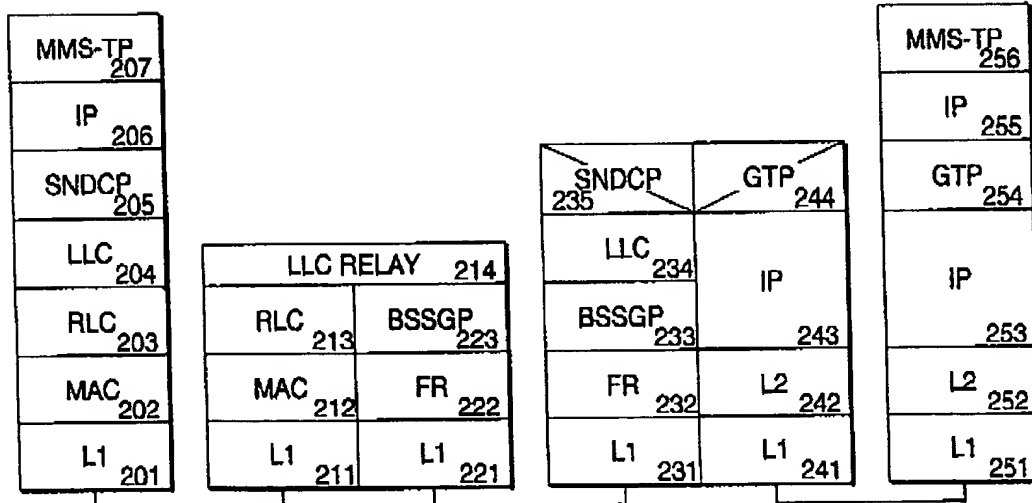 MMS-TP 207
IP 206
SNDCP 205
LLC 204
RLC 203
MAC 202
L1 201
LLC RELAY 214
RLC 213
BSSGP 223
MAC 212
FR 222
L1 211
L1 221
SNDCP 235
GTP 244
LLC 234
IP 243
BSSGP 233
FR 232
L2 242
L1 231
L1 241
MMS-TP 256
IP 255
GTP 254
IP 253
L2 252
L1 251